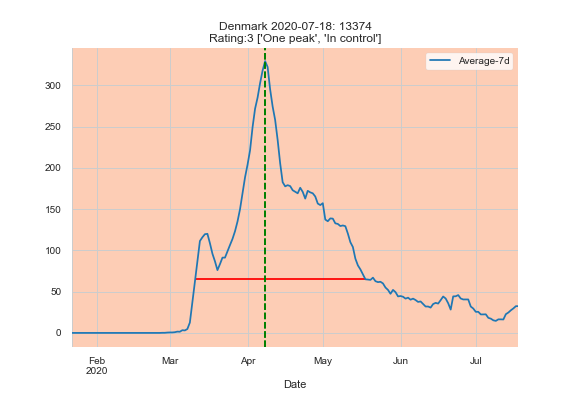 Denmark 2020-07-18: 13374
Rating:3 ['One peak', 'In control']
Average-7d
300
250
200
150
100
50
0
Feb Mar Apr May Jun Jul
2020
Date